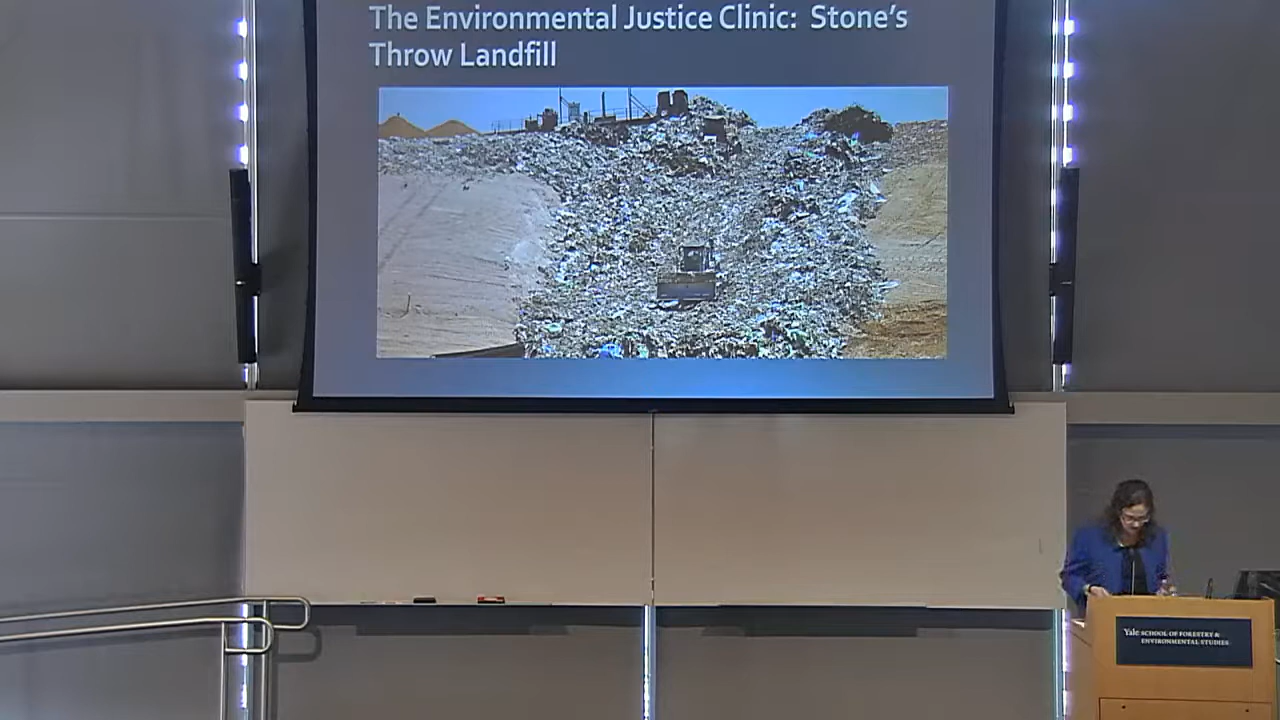 The Environmental Justice Clinic: Stone's
Throw Landfill
Yale SCHOOL OF FORESTRY &
ENVIRONMENTAL STUDIES